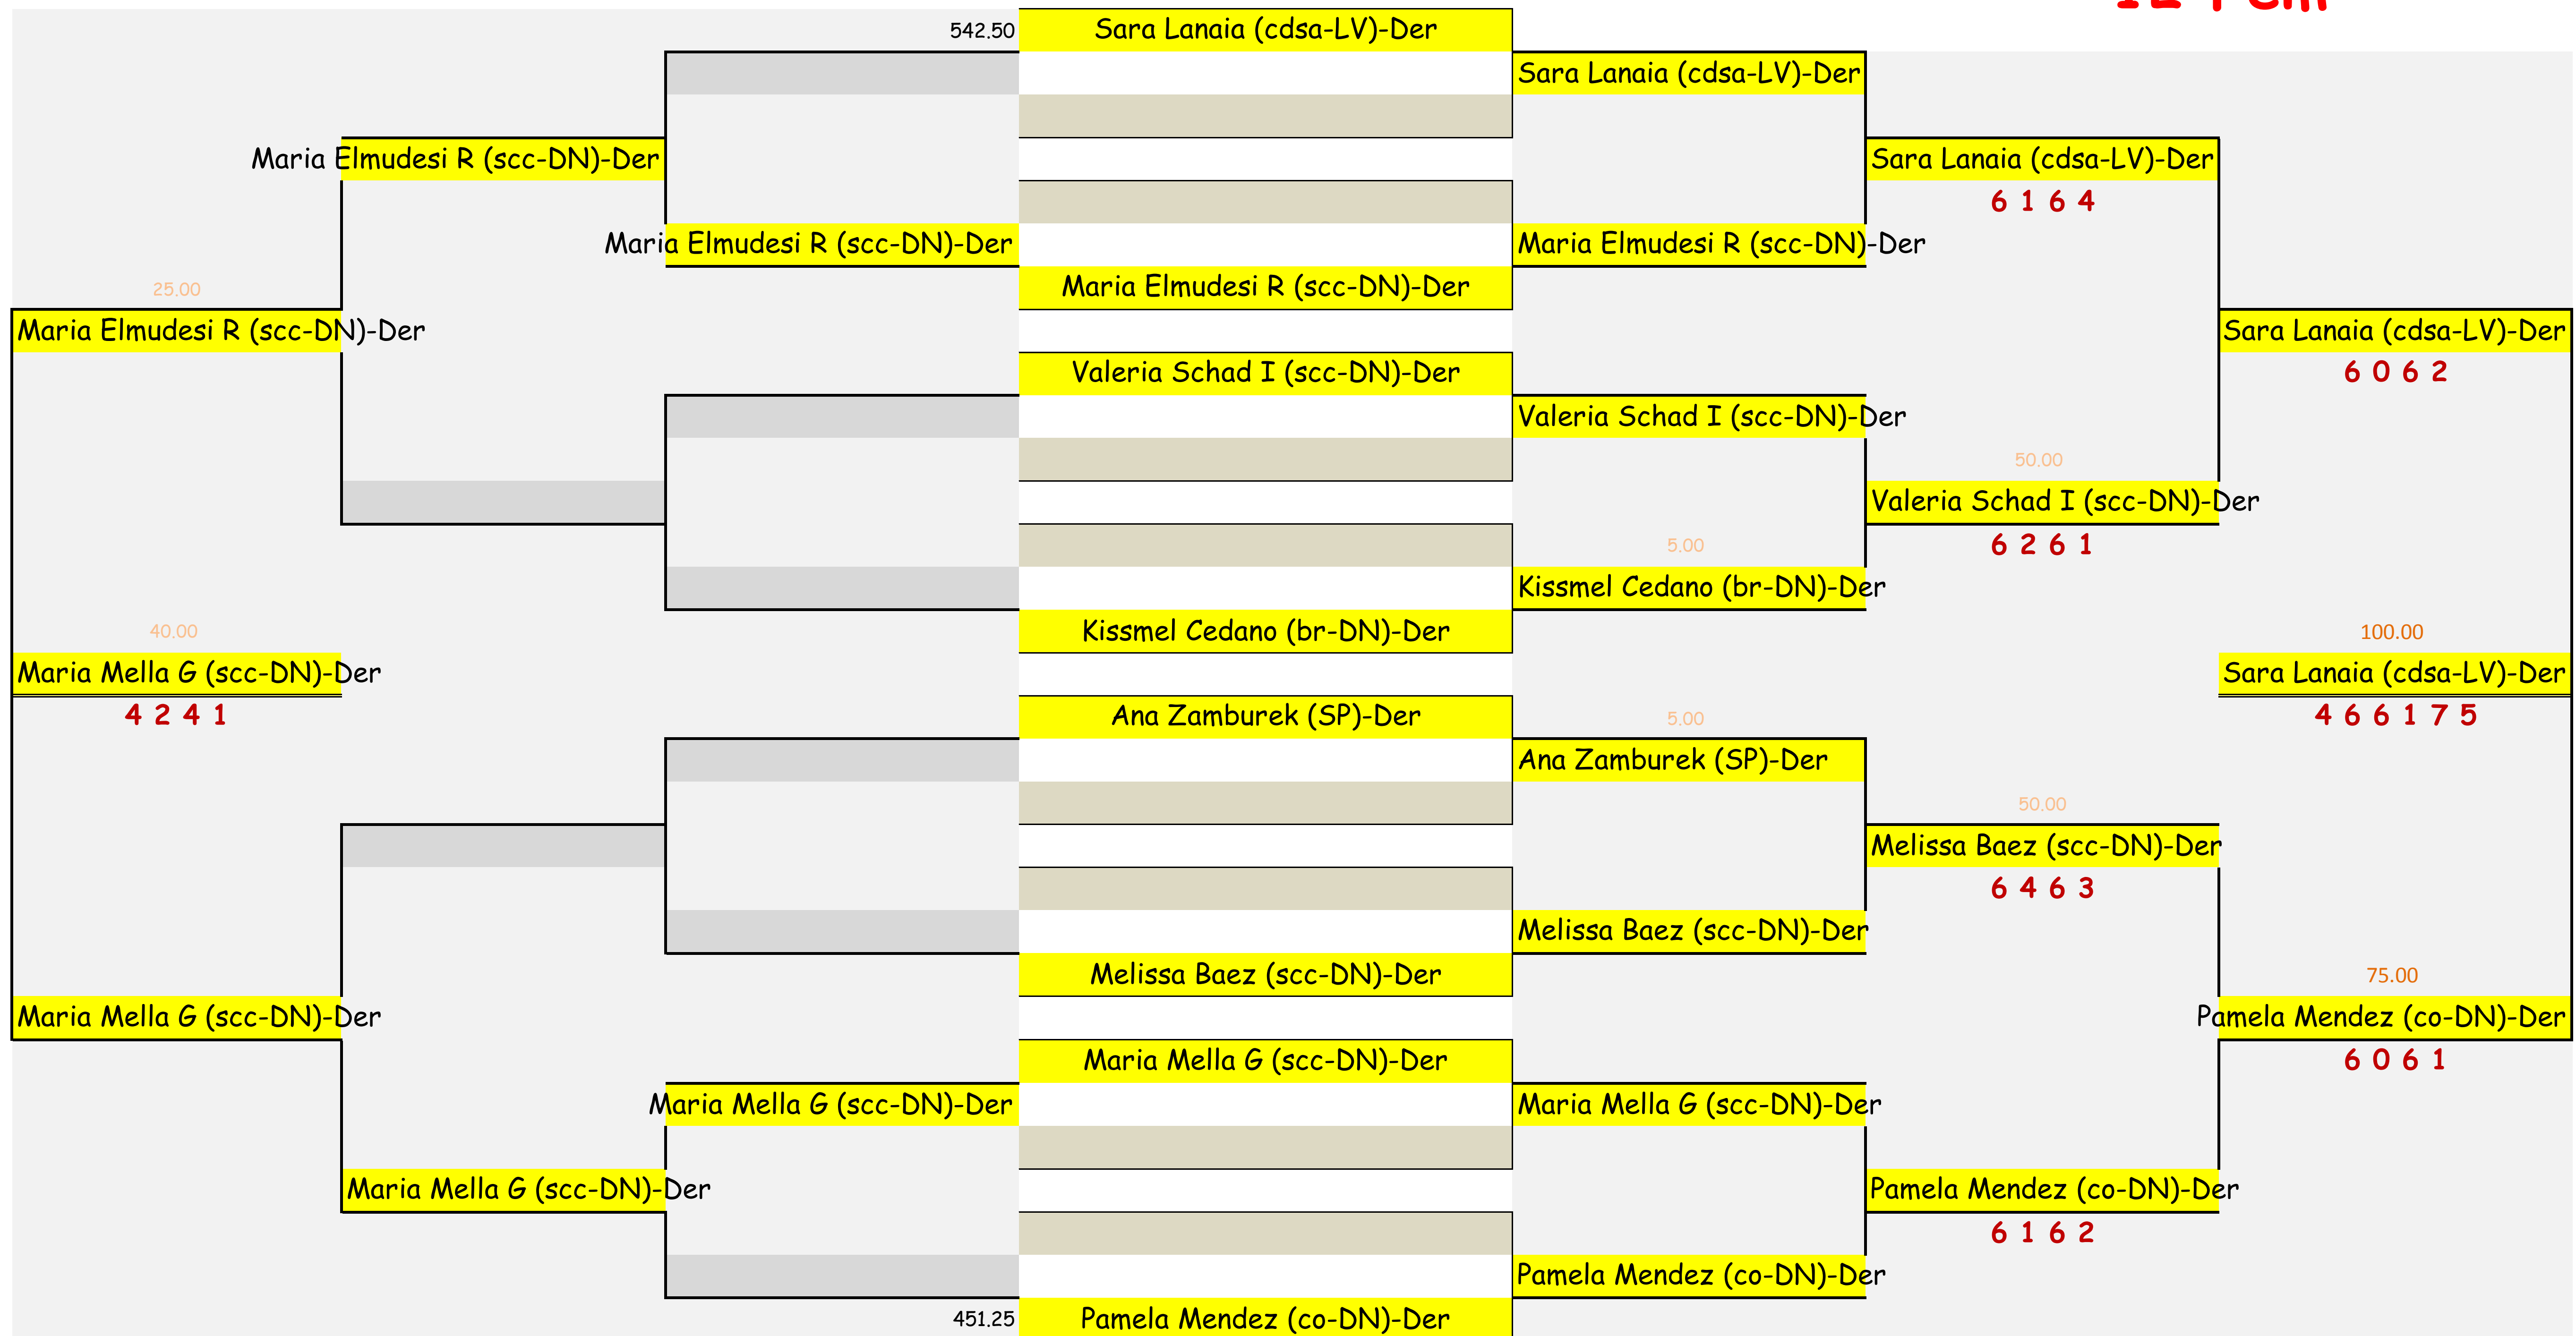 542.50
Sara Lanaia (cdsa-LV)-Der
Sara Lanaia (cdsa-LV)-Der
Maria Elmudesi R (scc-DN)-Der
Sara Lanaia (cdsa-LV)-Der
6 1 6 4
Maria Elmudesi R (scc-DN)-Der
Maria Elmudesi R (scc-DN)-Der
25.00
Maria Elmudesi R (scc-DN)-Der
Maria Elmudesi R (scc-DN)-Der
Sara Lanaia (cdsa-LV)-Der
Valeria Schad I (scc-DN)-Der
6 0 6 2
Valeria Schad I (scc-DN)-Der
50.00
Valeria Schad I (scc-DN)-Der
5.00
6 2 6 1
Kissmel Cedano (br-DN)-Der
40.00
Kissmel Cedano (br-DN)-Der
100.00
Maria Mella G (scc-DN)-Der
Sara Lanaia (cdsa-LV)-Der
4 2 4 1
Ana Zamburek (SP)-Der
5.00
4 6 6 1 7 5
Ana Zamburek (SP)-Der
50.00
Melissa Baez (scc-DN)-Der
6 4 6 3
Melissa Baez (scc-DN)-Der
Melissa Baez (scc-DN)-Der
75.00
Maria Mella G (scc-DN)-Der
Pamela Mendez (co-DN)-Der
Maria Mella G (scc-DN)-Der
6 0 6 1
Maria Mella G (scc-DN)-Der
Maria Mella G (scc-DN)-Der
Maria Mella G (scc-DN)-Der
Pamela Mendez (co-DN)-Der
6 1 6 2
Pamela Mendez (co-DN)-Der
451.25
Pamela Mendez (co-DN)-Der